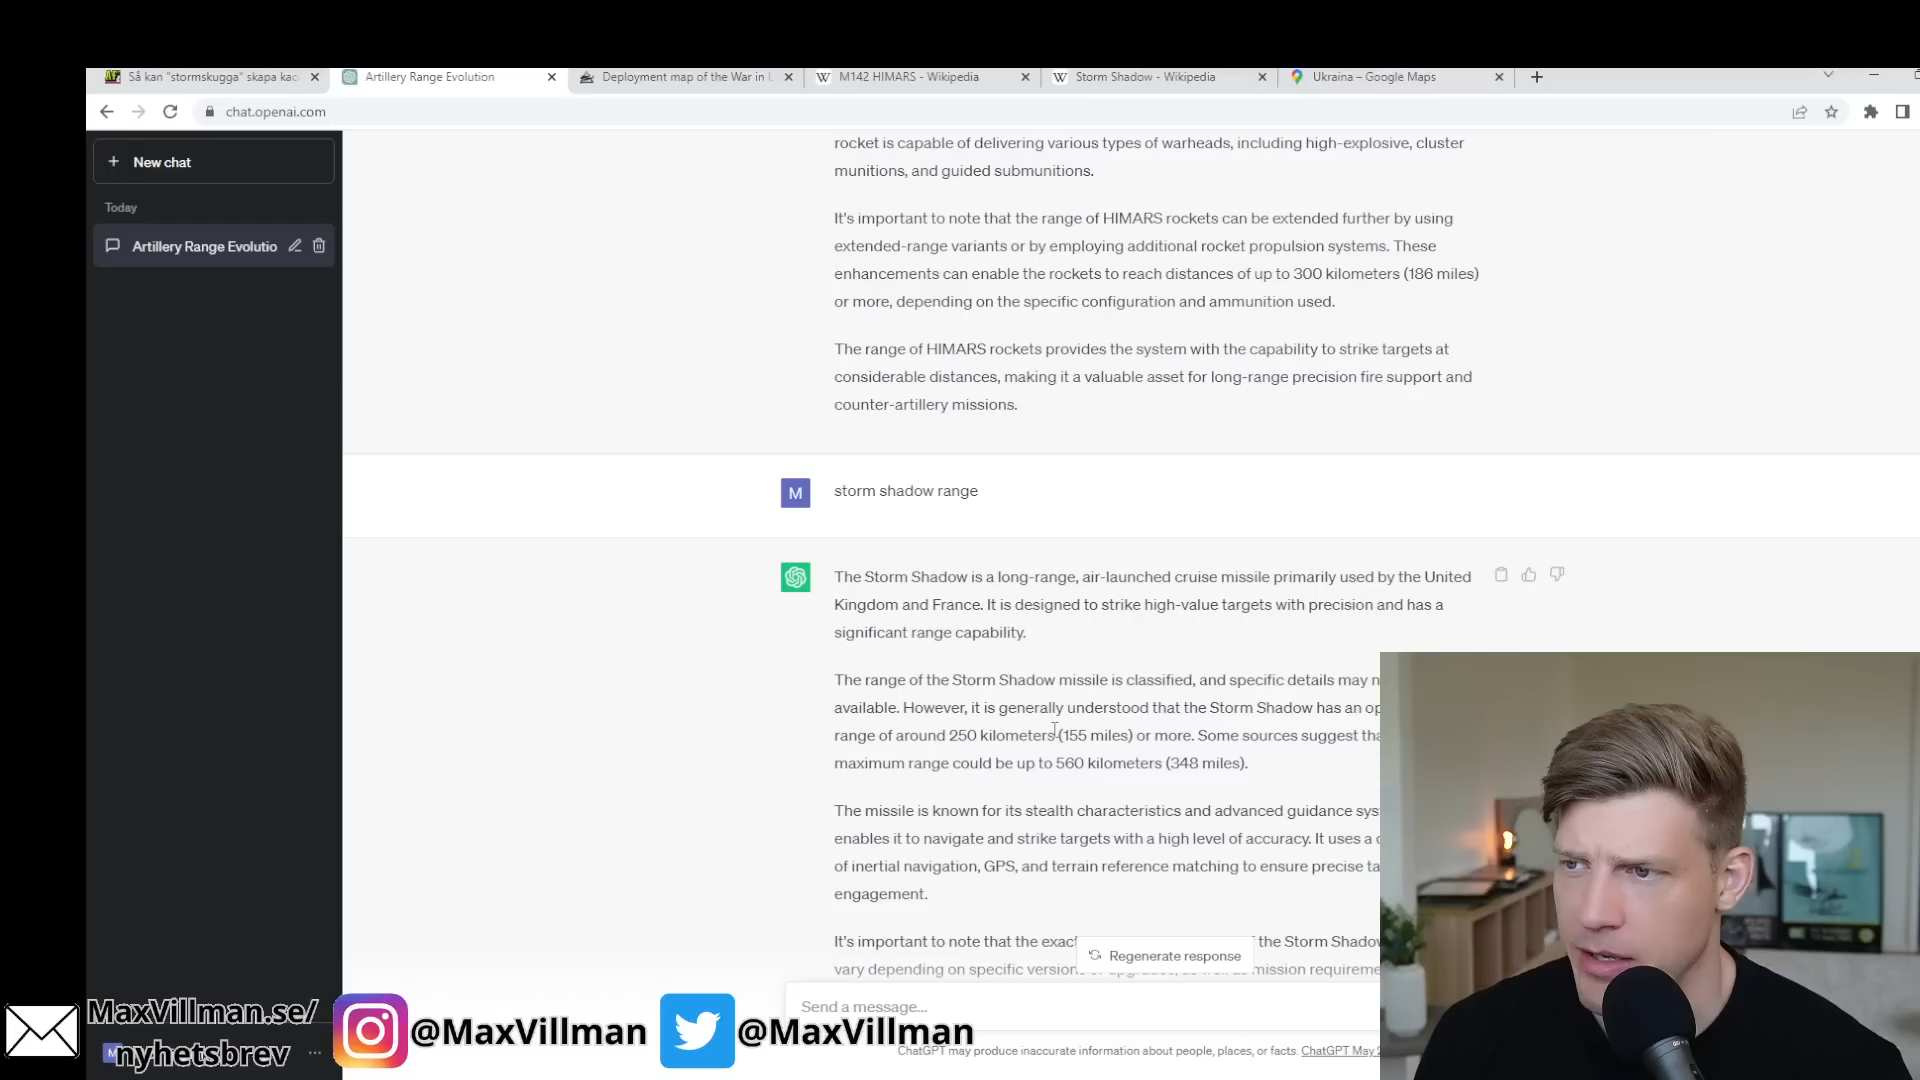 Så kan "stormskugga" skapa kao
Artillery Range Evolution
Deployment map of the War in U
M142 HIMARS - Wikipedia
Storm Shadow - Wikipedia
Ukraina – Google Maps
chat.openai.com
New chat
Today
Artillery Range Evolutio
rocket is capable of delivering various types of warheads, including high-explosive, cluster
munitions, and guided submunitions.
It's important to note that the range of HIMARS rockets can be extended further by using
extended-range variants or by employing additional rocket propulsion systems. These
enhancements can enable the rockets to reach distances of up to 300 kilometers (186 miles)
or more, depending on the specific configuration and ammunition used.
The range of HIMARS rockets provides the system with the capability to strike targets at
considerable distances, making it a valuable asset for long-range precision fire support and
counter-artillery missions.
M
storm shadow range
The Storm Shadow is a long-range, air-launched cruise missile primarily used by the United
Kingdom and France. It is designed to strike high-value targets with precision and has a
significant range capability.
The range of the Storm Shadow missile is classified, and specific details may n
available. However, it is generally understood that the Storm Shadow has an op
range of around 250 kilometers (155 miles) or more. Some sources suggest tha
maximum range could be up to 560 kilometers (348 miles).
The missile is known for its stealth characteristics and advanced guidance sys
enables it to navigate and strike targets with a high level of accuracy. It uses a c
of inertial navigation, GPS, and terrain reference matching to ensure precise ta
engagement.
It's important to note that the exac the Storm Shadow
vary depending on specific version mission requireme
Regenerate response
Send a message...
ChatGPT may produce inaccurate information about people, places, or facts. ChatGPT May 2
MaxVillman.se/
nyhetsbrev
@MaxVillman
@MaxVillman